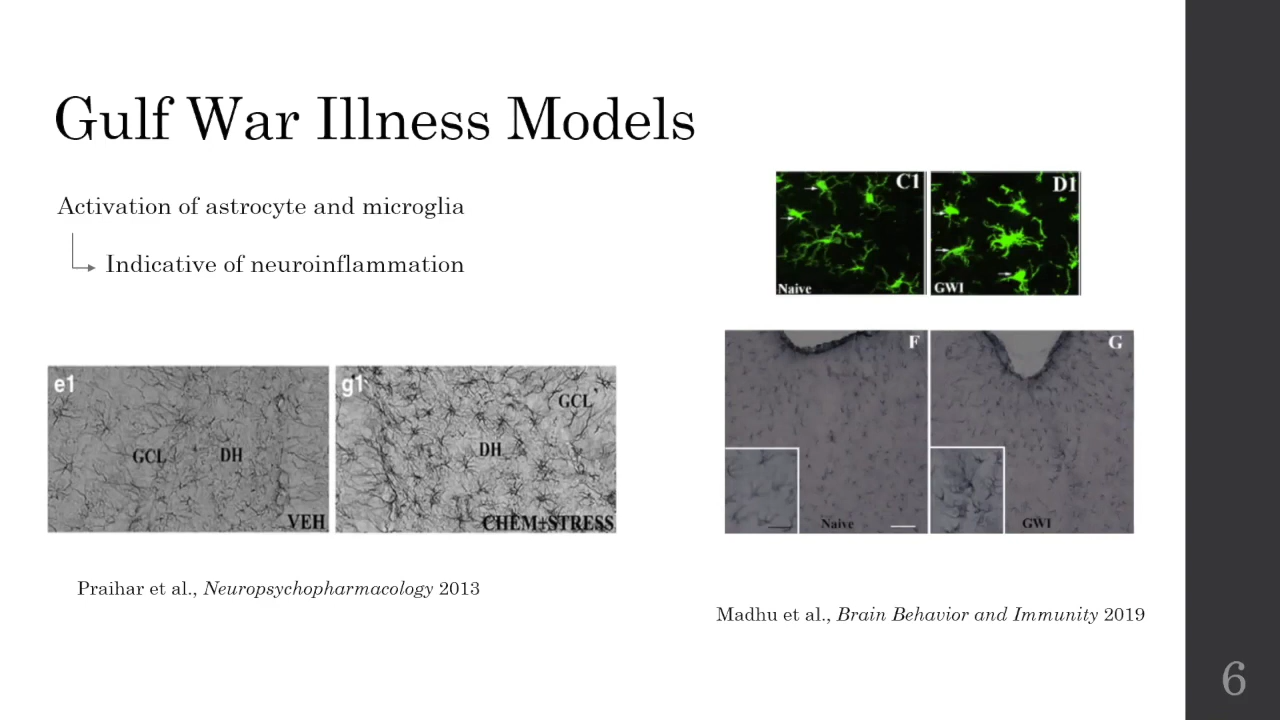 Gulf War Illness Models
Activation of astrocyte and microglia
Indicative of neuroinflammation
C1
Naive
D1
GWI
e1
GCL
DH
VEH
g1
GCL
DH
CHEM+STRESS
F
Naive
G
GWI
Praihar et al., Neuropsychopharmacology 2013
Madhu et al., Brain Behavior and Immunity 2019
6